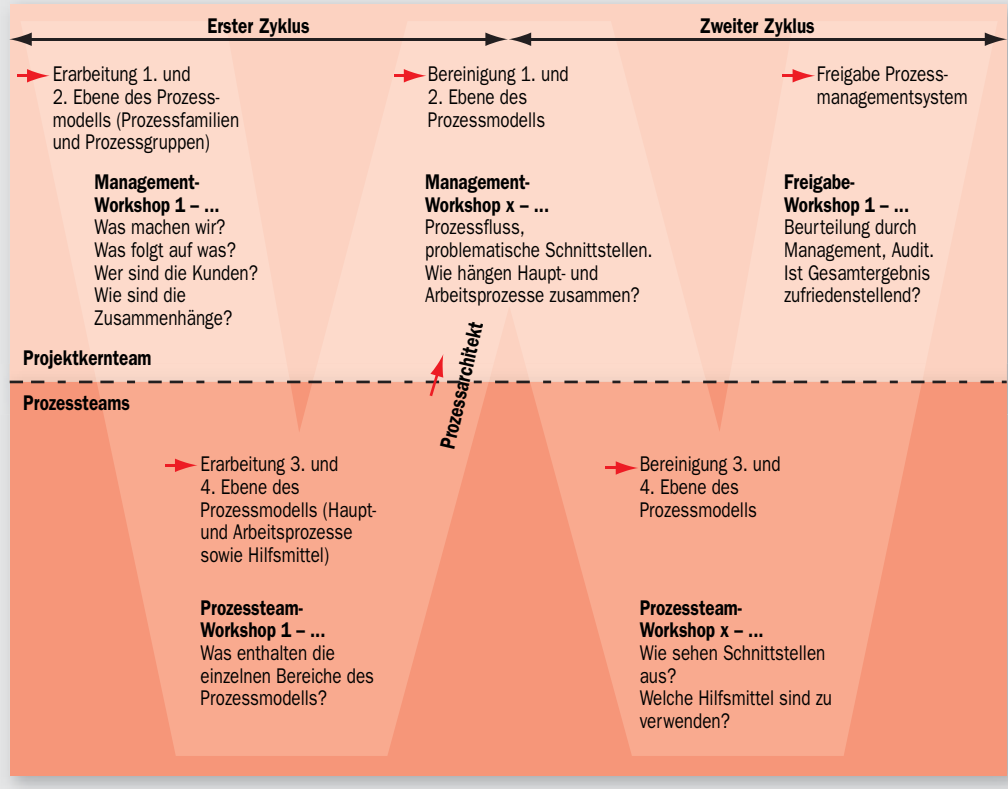 Erster Zyklus
Zweiter Zyklus
Erarbeitung 1. und
2. Ebene des Prozess-
modells (Prozessfamilien
und Prozessgruppen)
Management-
Workshop 1 – ...
Was machen wir?
Was folgt auf was?
Wer sind die Kunden?
Wie sind die
Zusammenhänge?
Bereinigung 1. und
2. Ebene des
Prozessmodells
Management-
Workshop x – ...
Prozessfluss,
problematische Schnittstellen.
Wie hängen Haupt- und
Arbeitsprozesse zusammen?
Freigabe Prozess-
managementsystem
Freigabe-
Workshop 1 – ...
Beurteilung durch
Management, Audit.
Ist Gesamtergebnis
zufriedenstellend?
Projektkernteam
Prozessarchitekt
Prozessteams
Erarbeitung 3. und
4. Ebene des
Prozessmodells (Haupt-
und Arbeitsprozesse
sowie Hilfsmittel)
Prozessteam-
Workshop 1 – ...
Was enthalten die
einzelnen Bereiche des
Prozessmodells?
Bereinigung 3. und
4. Ebene des
Prozessmodells
Prozessteam-
Workshop x – ...
Wie sehen Schnittstellen
aus?
Welche Hilfsmittel sind zu
verwenden?